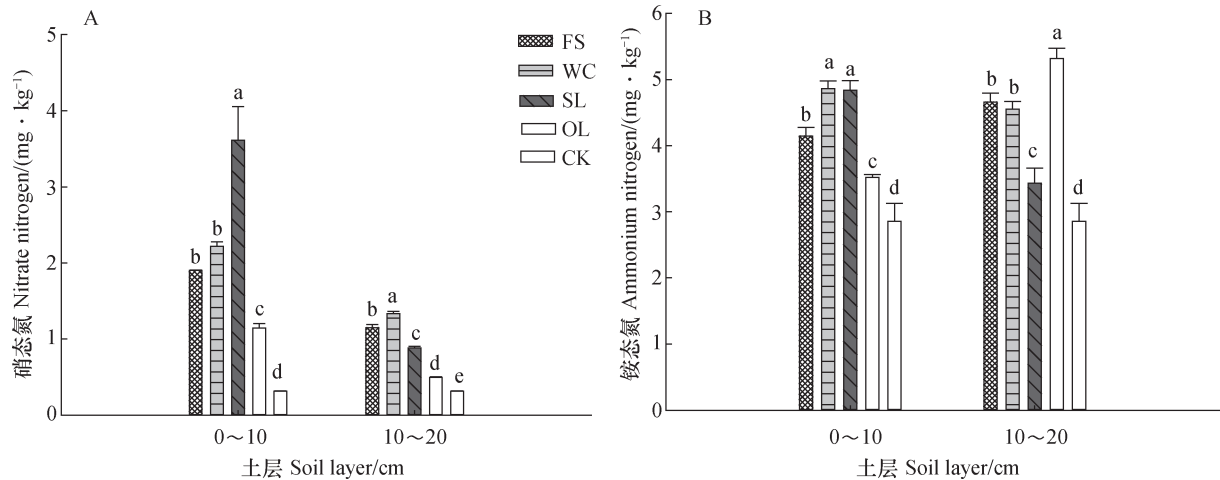 A
硝态氮 Nitrate nitrogen/(mg·kg⁻¹)
5
4
3
2
1
0
FS
WC
SL
OL
CK
b
b
a
c
d
b
a
c
d
e
0～10
10～20
土层 Soil layer/cm
B
铵态氮 Ammonium nitrogen/(mg·kg⁻¹)
6
5
4
3
2
1
0
b
a
a
c
d
b
b
c
a
d
0～10
10～20
土层 Soil layer/cm